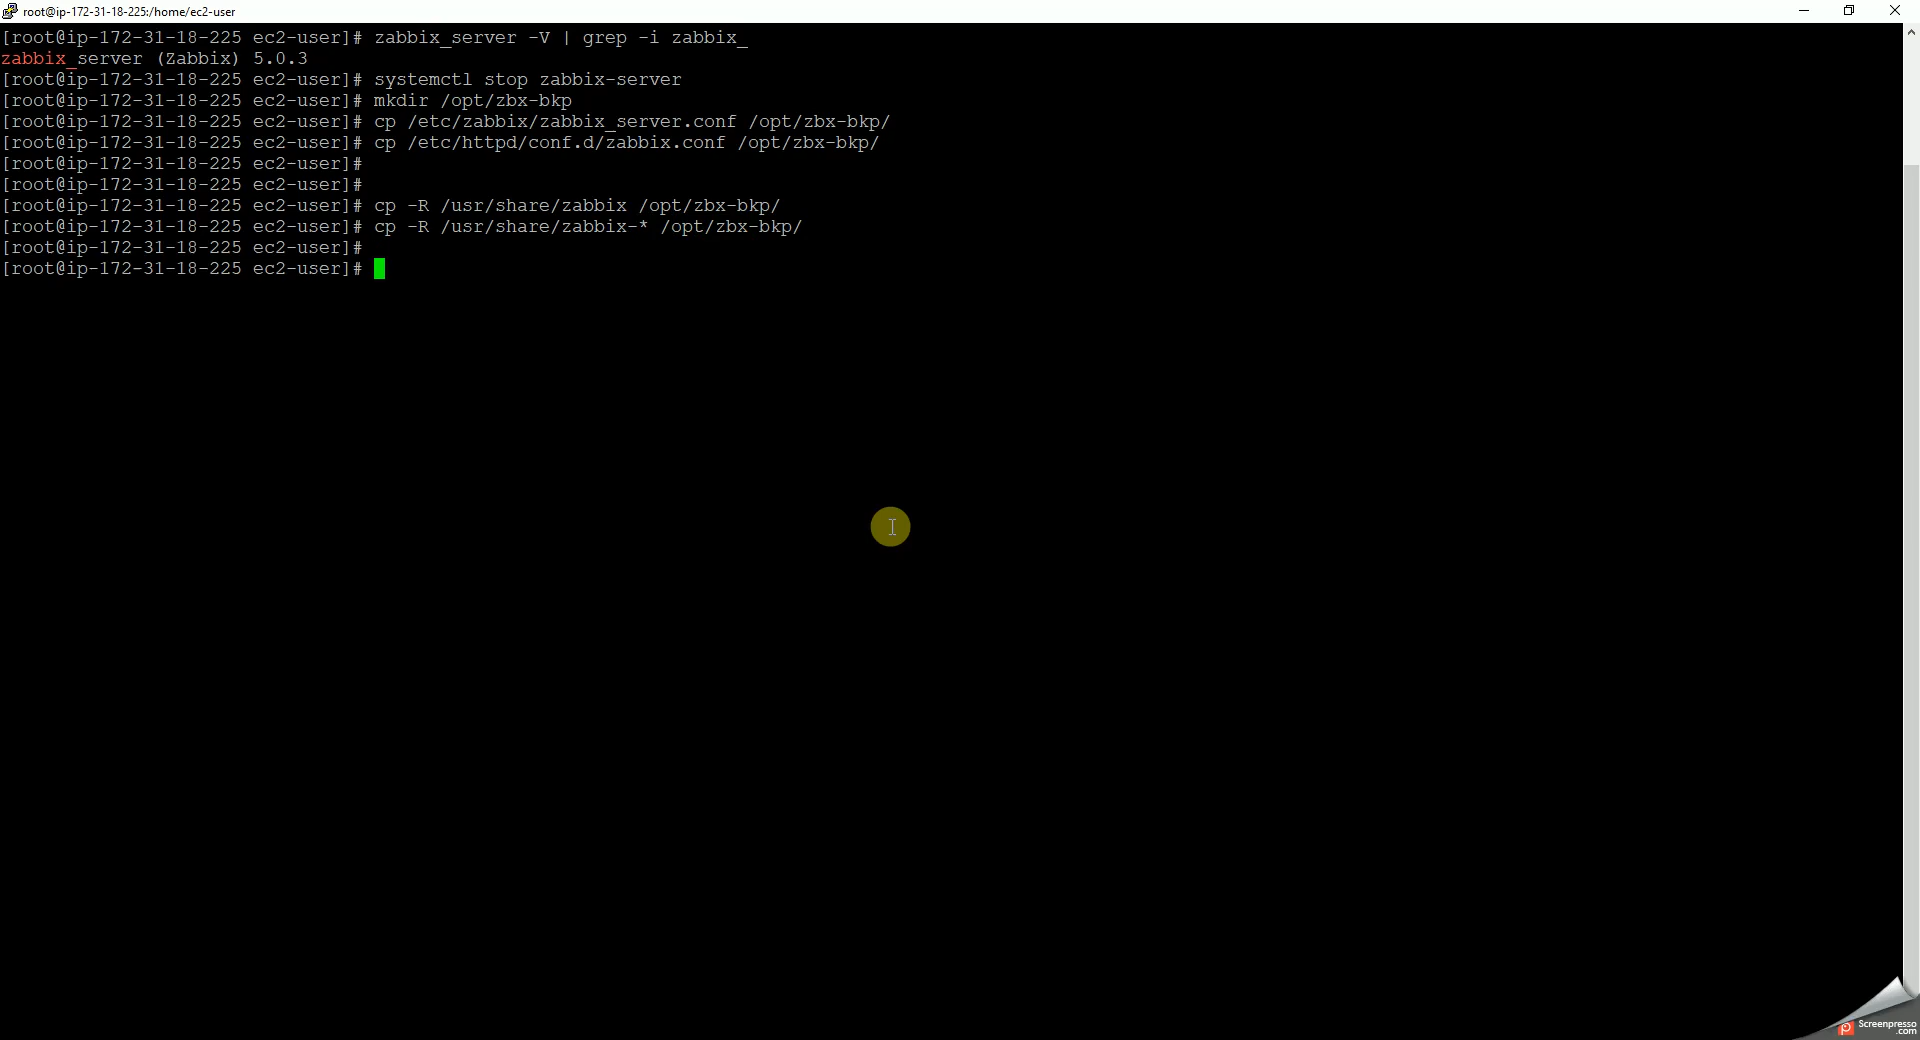 root@ip-172-31-18-225:/home/ec2-user
[root@ip-172-31-18-225 ec2-user]# zabbix_server -V | grep -i zabbix_
zabbix_server (Zabbix) 5.0.3
[root@ip-172-31-18-225 ec2-user]# systemctl stop zabbix-server
[root@ip-172-31-18-225 ec2-user]# mkdir /opt/zbx-bkp
[root@ip-172-31-18-225 ec2-user]# cp /etc/zabbix/zabbix_server.conf /opt/zbx-bkp/
[root@ip-172-31-18-225 ec2-user]# cp /etc/httpd/conf.d/zabbix.conf /opt/zbx-bkp/
[root@ip-172-31-18-225 ec2-user]#
[root@ip-172-31-18-225 ec2-user]#
[root@ip-172-31-18-225 ec2-user]# cp -R /usr/share/zabbix /opt/zbx-bkp/
[root@ip-172-31-18-225 ec2-user]# cp -R /usr/share/zabbix-* /opt/zbx-bkp/
[root@ip-172-31-18-225 ec2-user]#
[root@ip-172-31-18-225 ec2-user]#
Screenpresso
.com